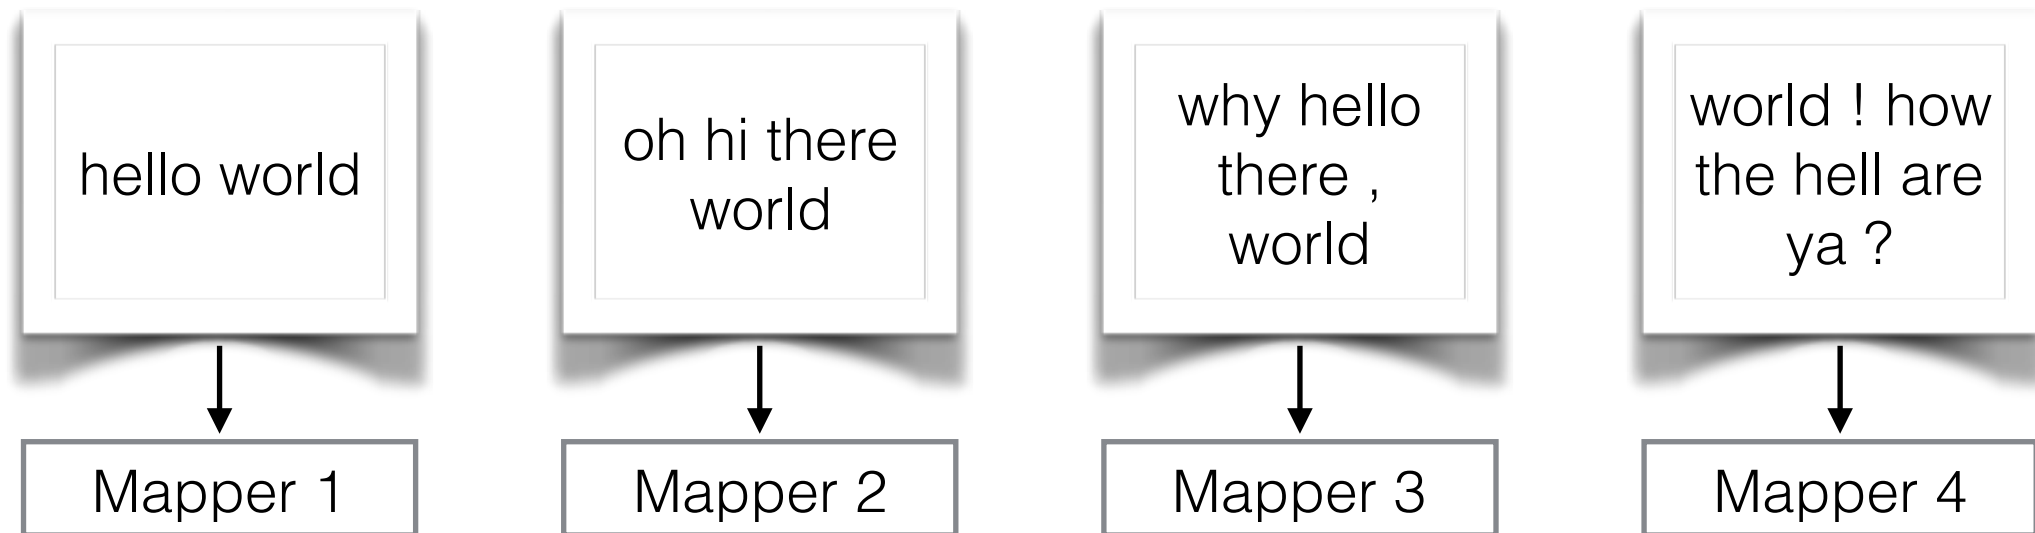 hello world
oh hi there
world
why hello
there ,
world
world ! how
the hell are
ya ?
Mapper 1
Mapper 2
Mapper 3
Mapper 4